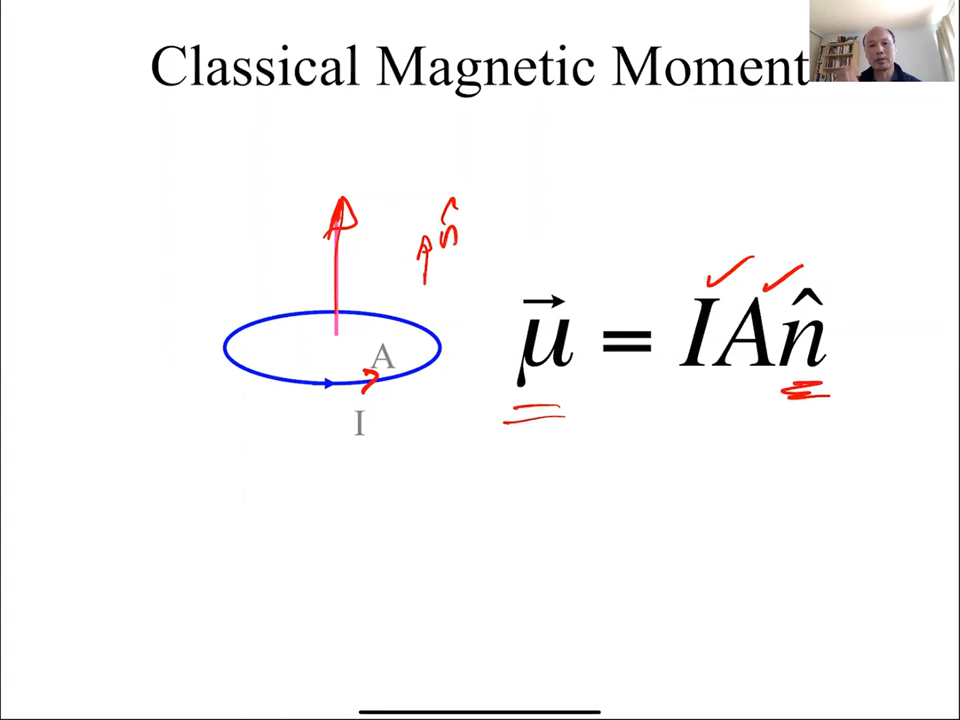 Classical Magnetic Moment
n̂
μ⃗ = IAn̂
A
I